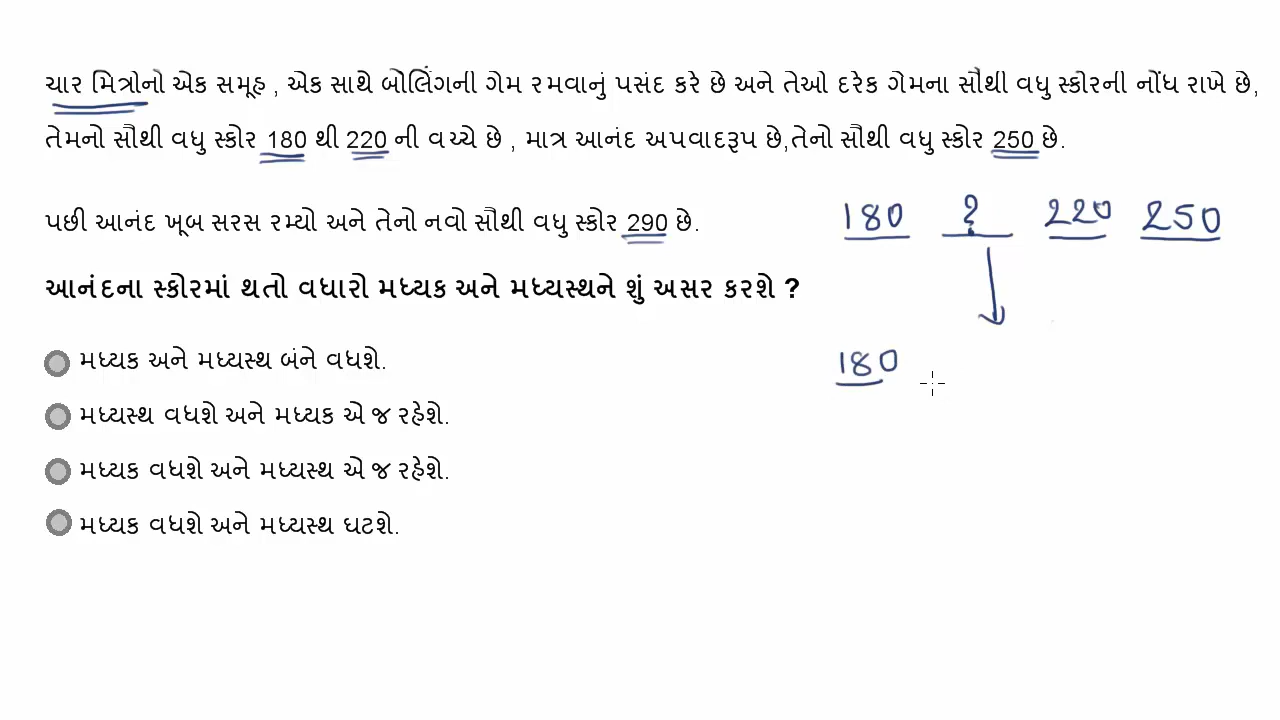 ચાર મિત્રોનો એક સમૂહ , એક સાથે બોલિંગની ગેમ રમવાનું પસંદ કરે છે અને તેઓ દરેક ગેમના સૌથી વધુ સ્કોરની નોંધ રાખે છે,
તેમનો સૌથી વધુ સ્કોર 180 થી 220 ની વચ્ચે છે , માત્ર આનંદ અપવાદરૂપ છે,તેનો સૌથી વધુ સ્કોર 250 છે.
પછી આનંદ ખૂબ સરસ રમ્યો અને તેનો નવો સૌથી વધુ સ્કોર 290 છે.
180 ? 220 250
આનંદના સ્કોરમાં થતો વધારો મધ્યક અને મધ્યસ્થને શું અસર કરશે ?
180
મધ્યક અને મધ્યસ્થ બંને વધશે.
મધ્યસ્થ વધશે અને મધ્યક એ જ રહેશે.
મધ્યક વધશે અને મધ્યસ્થ એ જ રહેશે.
મધ્યક વધશે અને મધ્યસ્થ ઘટશે.